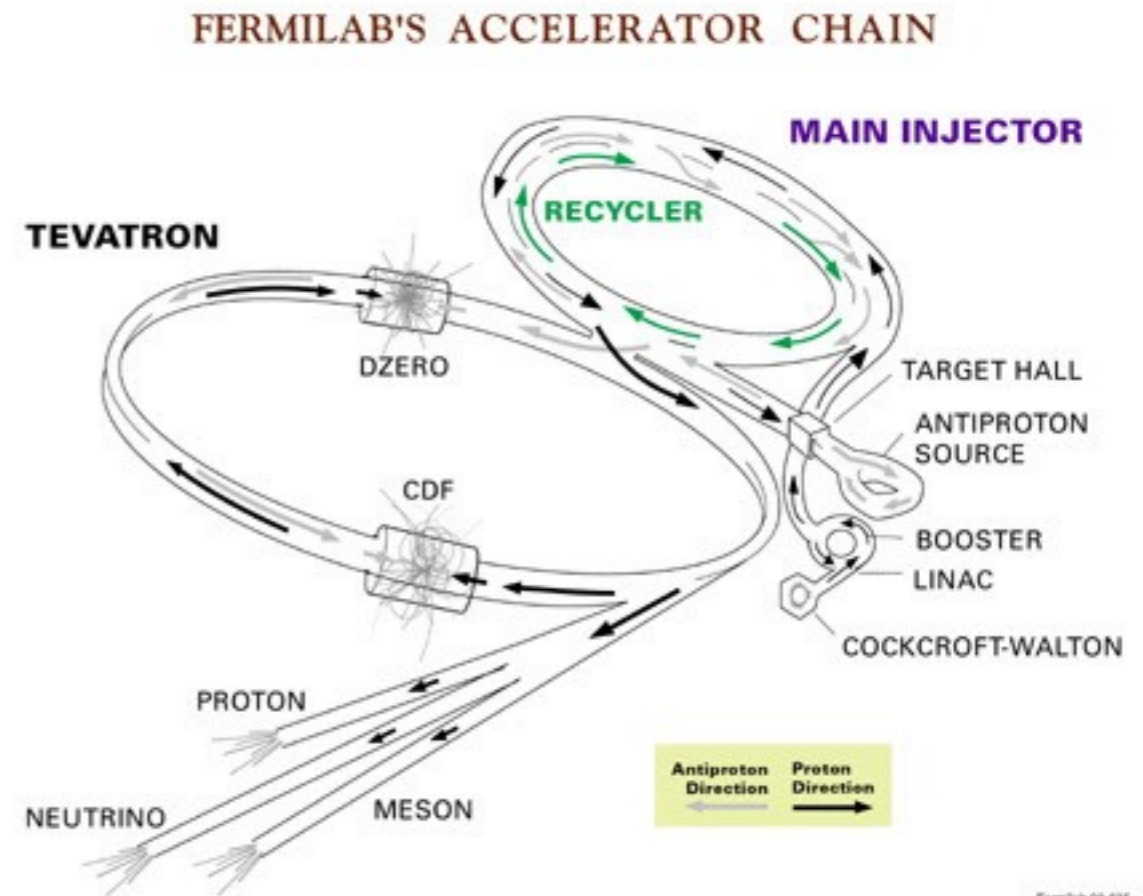 FERMILAB'S ACCELERATOR CHAIN
MAIN INJECTOR
RECYCLER
TEVATRON
DZERO
TARGET HALL
ANTIPROTON
SOURCE
CDF
BOOSTER
LINAC
COCKCROFT-WALTON
PROTON
NEUTRINO
MESON
Antiproton
Direction
Proton
Direction